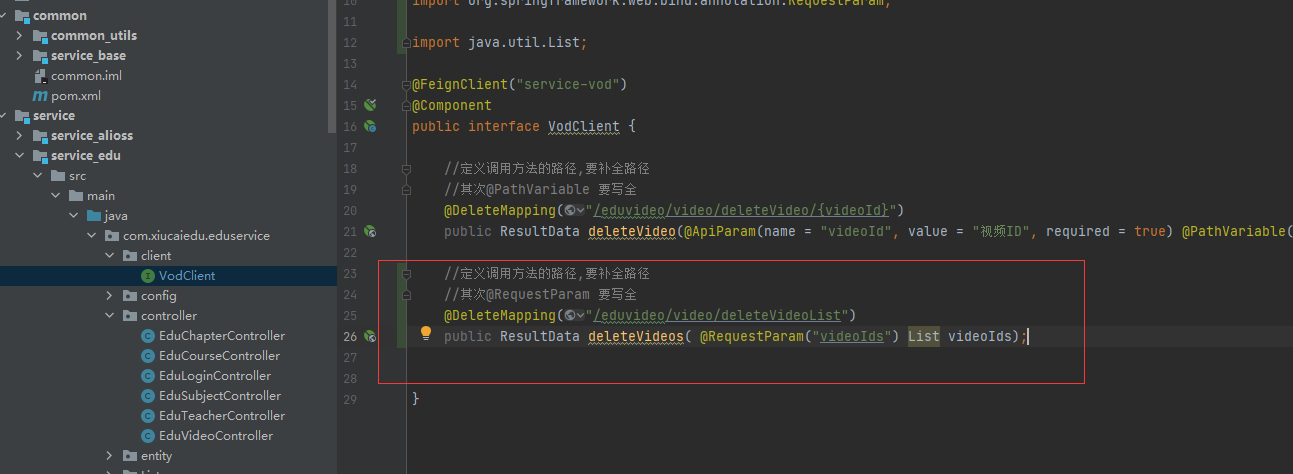 common
common_utils
service_base
common.iml
pom.xml
service
service_alioss
service_edu
src
main
java
com.xiucaiedu.eduservice
client
VodClient
config
controller
EduChapterController
EduCourseController
EduLoginController
EduSubjectController
EduTeacherController
EduVideoController
entity
10 import org.springframework.web.bind.annotation.RequestParam;
11
12 import java.util.List;
13
14 @FeignClient("service-vod")
15 @Component
16 public interface VodClient {
17
18 //定义调用方法的路径,要补全路径
19 //其次@PathVariable 要写全
20 @DeleteMapping("/eduvideo/video/deleteVideo/{videoId}")
21 public ResultData deleteVideo(@ApiParam(name = "videoId", value = "视频ID", required = true) @PathVariable(
22
23 //定义调用方法的路径,要补全路径
24 //其次@RequestParam 要写全
25 @DeleteMapping("/eduvideo/video/deleteVideoList")
26 public ResultData deleteVideos( @RequestParam("videoIds") List videoIds);
27
28
29 }